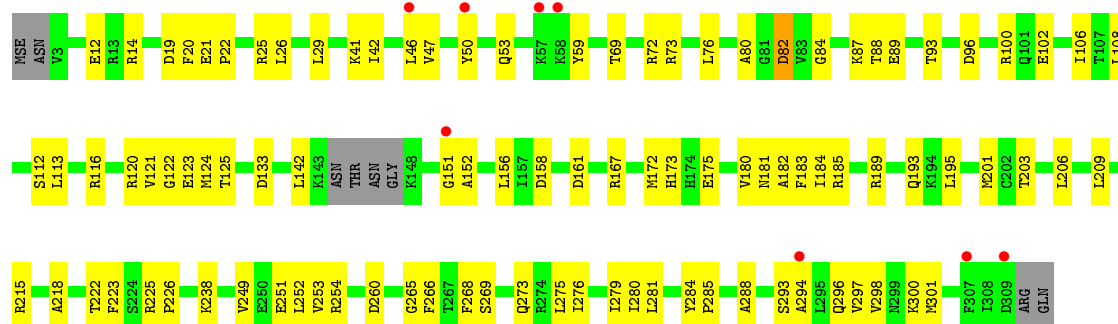 MSE ASN V3 E12 R13 R14 D19 F20 E21 P22 R25 L26 L29 K41 I42 L46 V47 Y50 Q53 K57 K58 Y59 T69 R72 R73 L76 A80 G81 D82 V83 G84 K87 T88 E89 T93 D96 R100 Q101 E102 I106 T107 L108
S112 L113 R116 R120 V121 G122 E123 M124 T125 D133 L142 K143 ASN THR ASN GLY K148 G151 A152 L156 I157 D158 D161 R167 M172 H173 H174 E175 V180 N181 A182 F183 I184 R185 R189 Q193 K194 L195 M201 C202 T203 L206 L209
R215 A218 T222 F223 S224 R225 P226 K238 V249 E250 E251 L252 V253 R254 D260 G265 F266 T267 F268 S269 Q273 R274 L275 I276 I279 I280 L281 Y284 P285 A288 S293 A294 L295 Q296 V297 V298 N299 K300 M301 F307 I308 D309 ARG GLN